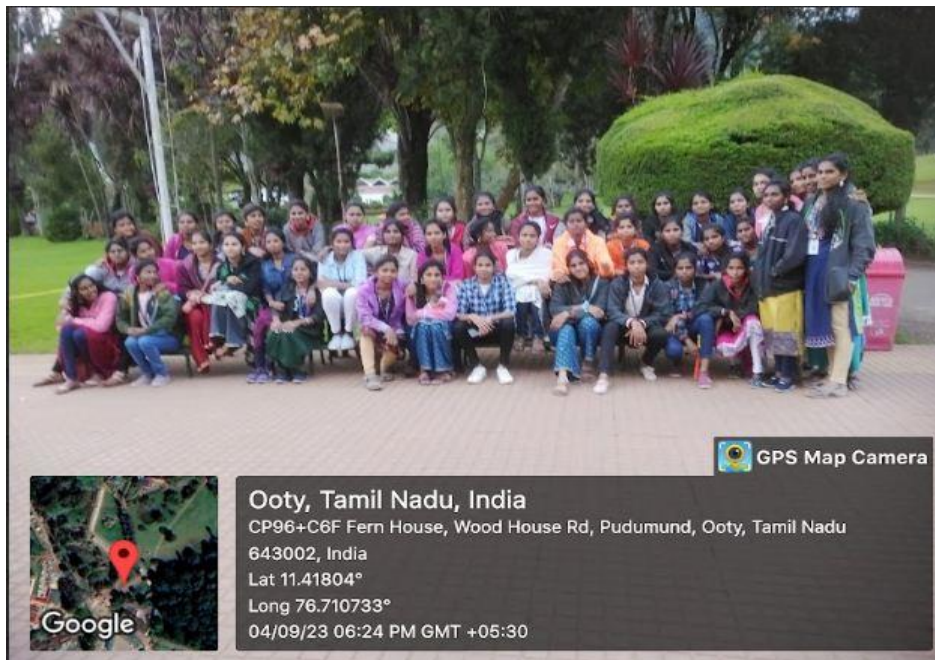 GPS Map Camera
Ooty, Tamil Nadu, India
CP96+C6F Fern House, Wood House Rd, Pudumund, Ooty, Tamil Nadu
643002, India
Lat 11.41804°
Long 76.710733°
04/09/23 06:24 PM GMT +05:30
Google